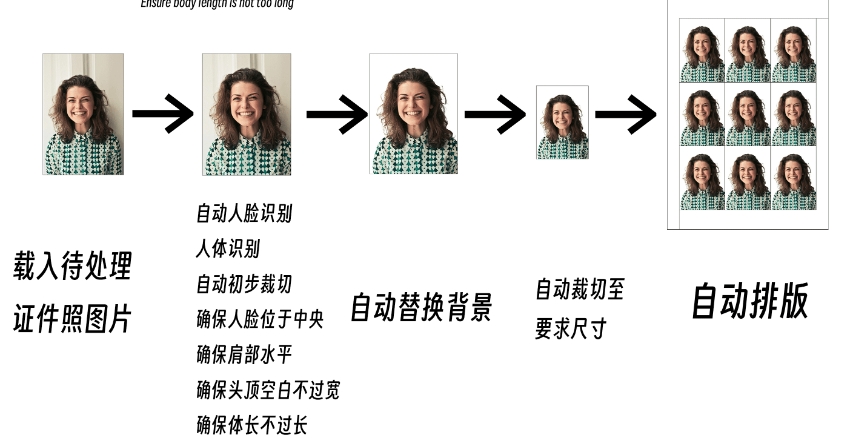 Ensure body length is not too long
载入待处理
证件照图片
自动人脸识别
人体识别
自动初步裁切
确保人脸位于中央
确保肩部水平
确保头顶空白不过宽
确保体长不过长
自动替换背景
自动裁切至
要求尺寸
自动排版